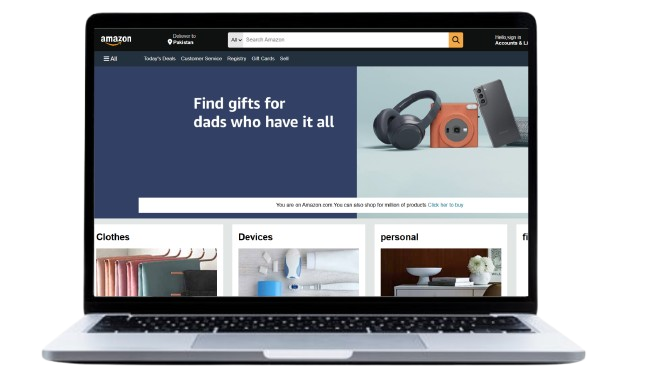 amazon
Deliver to
Pakistan
All
Search Amazon
Hello,sign in
Accounts & Li
All
Today's Deals Customer Service Registry Gift Cards Sell
Find gifts for
dads who have it all
You are on Amazon.com.You can also shop for million of products Click her to buy
Clothes
Devices
personal
fi